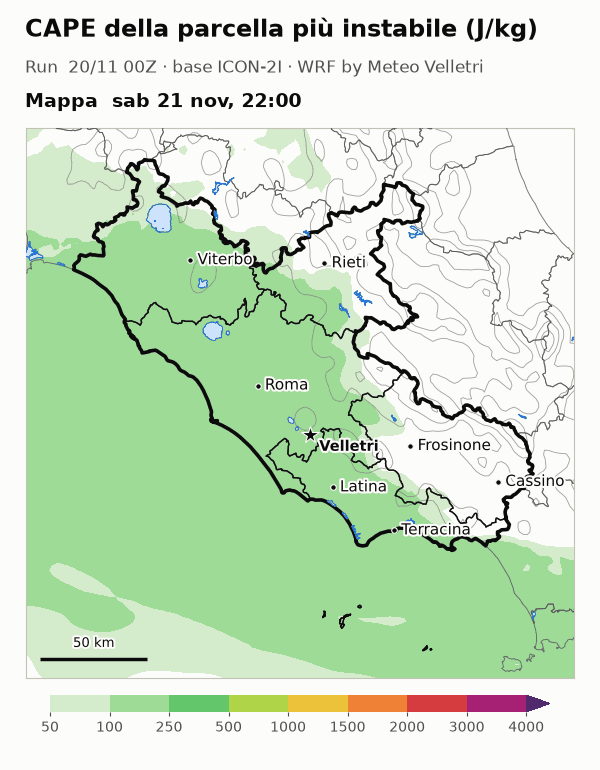 CAPE della parcella più instabile (J/kg)
Run  20/11 00Z · base ICON-2I · WRF by Meteo Velletri
Mappa  sab 21 nov, 22:00
Viterbo
Rieti
Roma
Velletri
Frosinone
Latina
Cassino
Terracina
50 km
50 100 250 500 1000 1500 2000 3000 4000